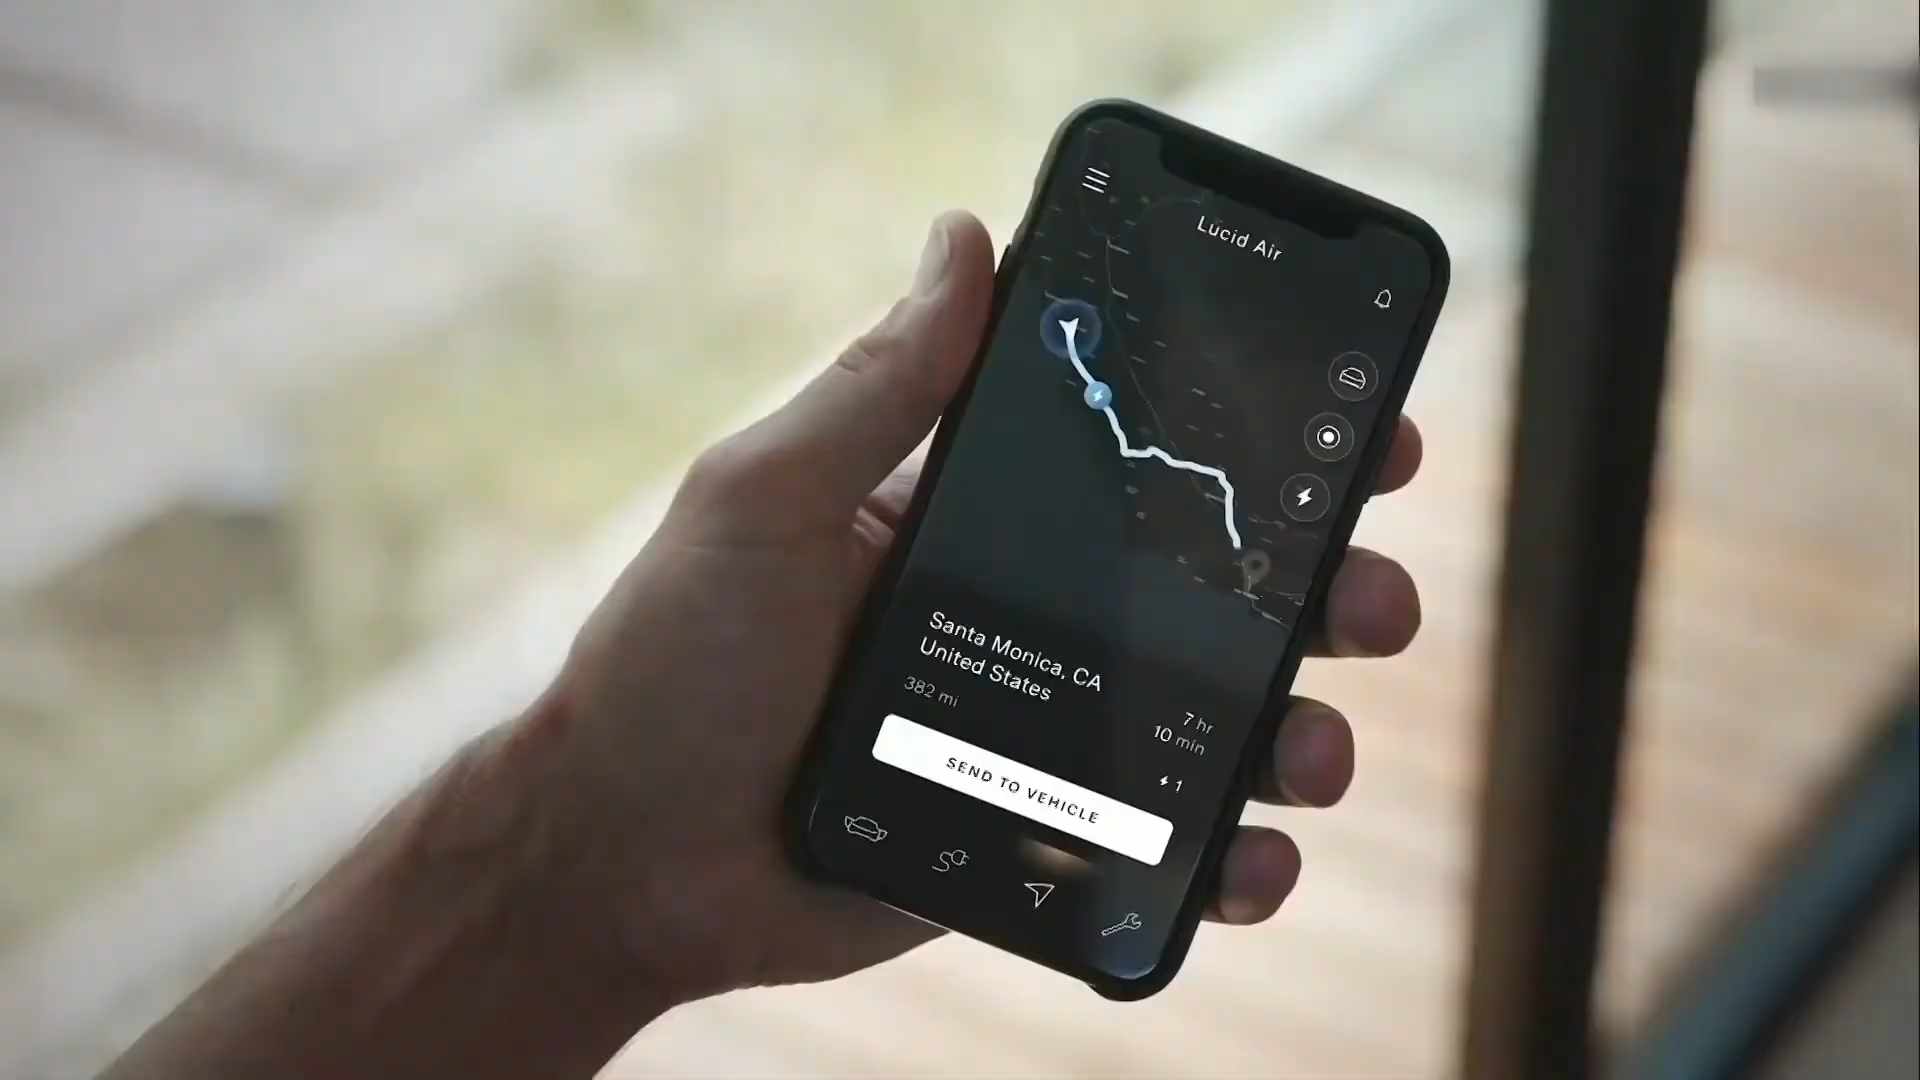 Lucid Air
Santa Monica, CA
United States
382 mi
7 hr
10 min
1
SEND TO VEHICLE